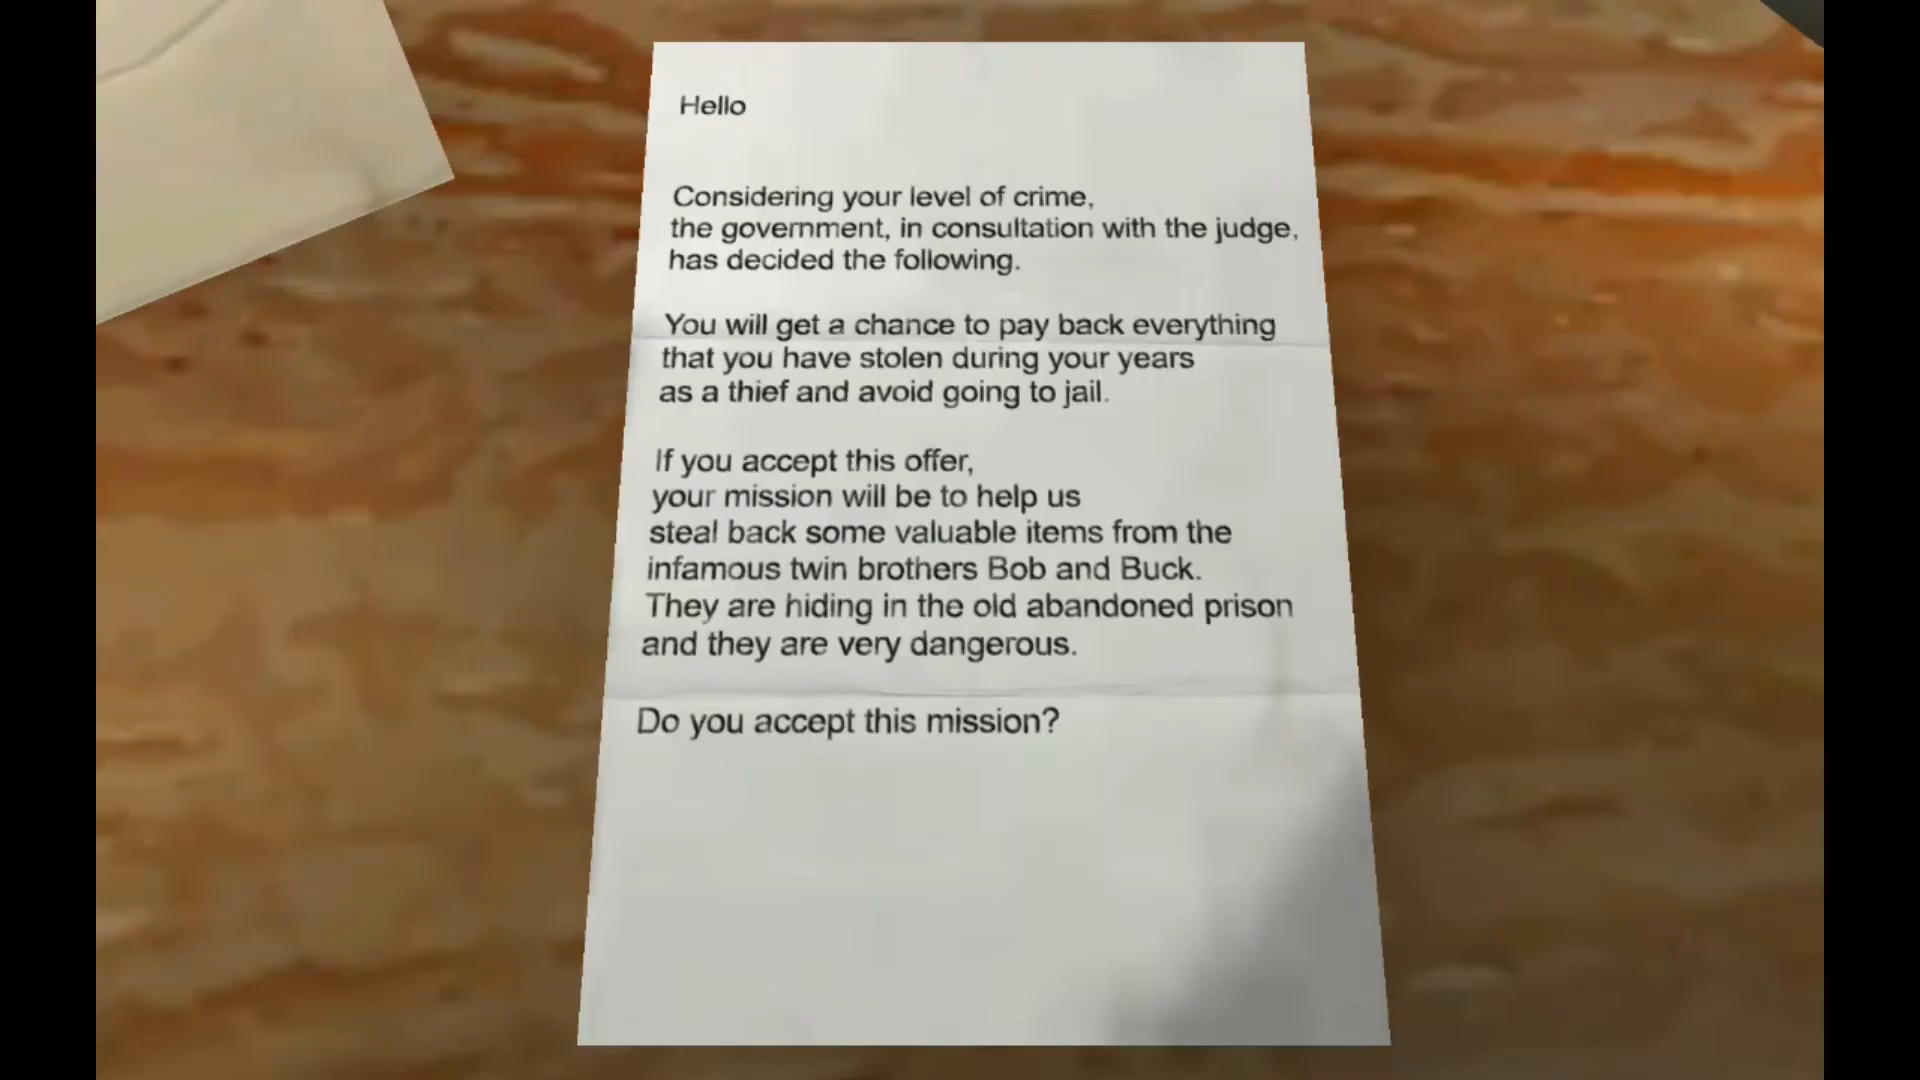 Hello
Considering your level of crime,
the government, in consultation with the judge,
has decided the following.
You will get a chance to pay back everything
that you have stolen during your years
as a thief and avoid going to jail.
If you accept this offer,
your mission will be to help us
steal back some valuable items from the
infamous twin brothers Bob and Buck.
They are hiding in the old abandoned prison
and they are very dangerous.
Do you accept this mission?